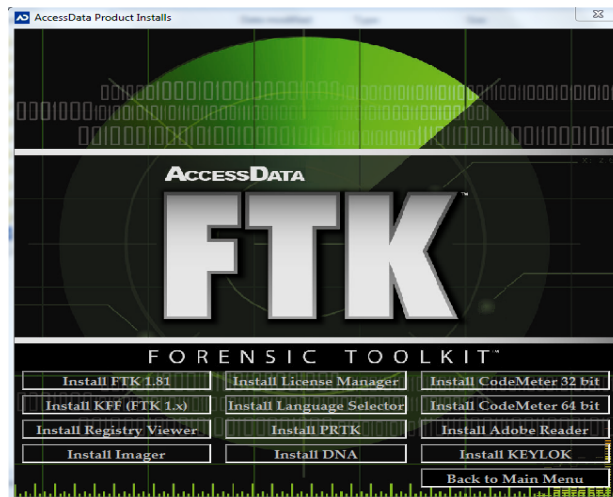 AccessData Product Installs
ACCESSDATA
FTK™
FORENSIC TOOLKIT™
Install FTK 1.81 Install License Manager Install CodeMeter 32 bit
Install KFF (FTK 1.x) Install Language Selector Install CodeMeter 64 bit
Install Registry Viewer Install PRTK Install Adobe Reader
Install Imager Install DNA Install KEYLOK
Back to Main Menu